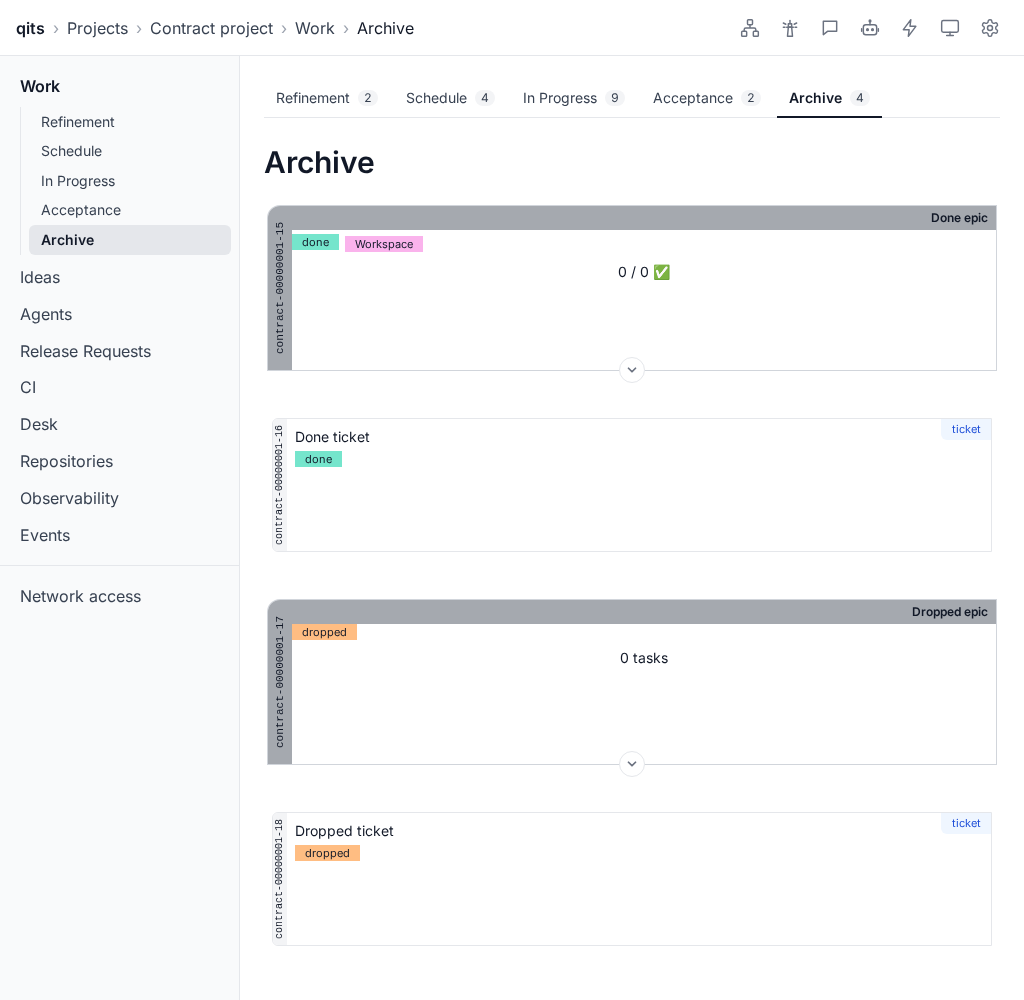 qits › Projects › Contract project › Work › Archive
Work
Refinement
Schedule
In Progress
Acceptance
Archive
Ideas
Agents
Release Requests
CI
Desk
Repositories
Observability
Events
Network access
Refinement 2 Schedule 4 In Progress 9 Acceptance 2 Archive 4
Archive
contract-00000001-15
Done epic
done Workspace
0 / 0 ✅
contract-00000001-16
Done ticket
ticket
done
contract-00000001-17
Dropped epic
dropped
0 tasks
contract-00000001-18
Dropped ticket
ticket
dropped